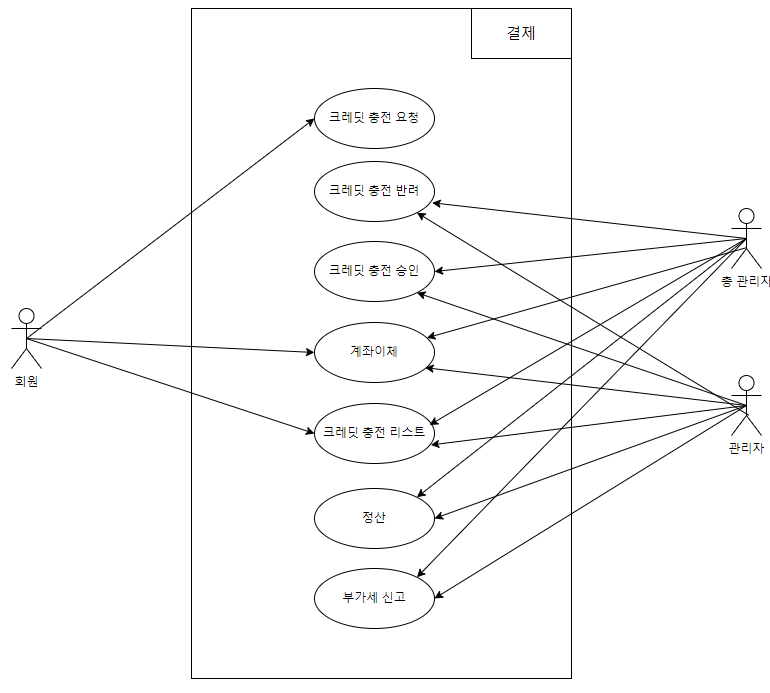 결제
크레딧 충전 요청
크레딧 충전 반려
크레딧 충전 승인
계좌이체
크레딧 충전 리스트
정산
부가세 신고
회원
총 관리자
관리자